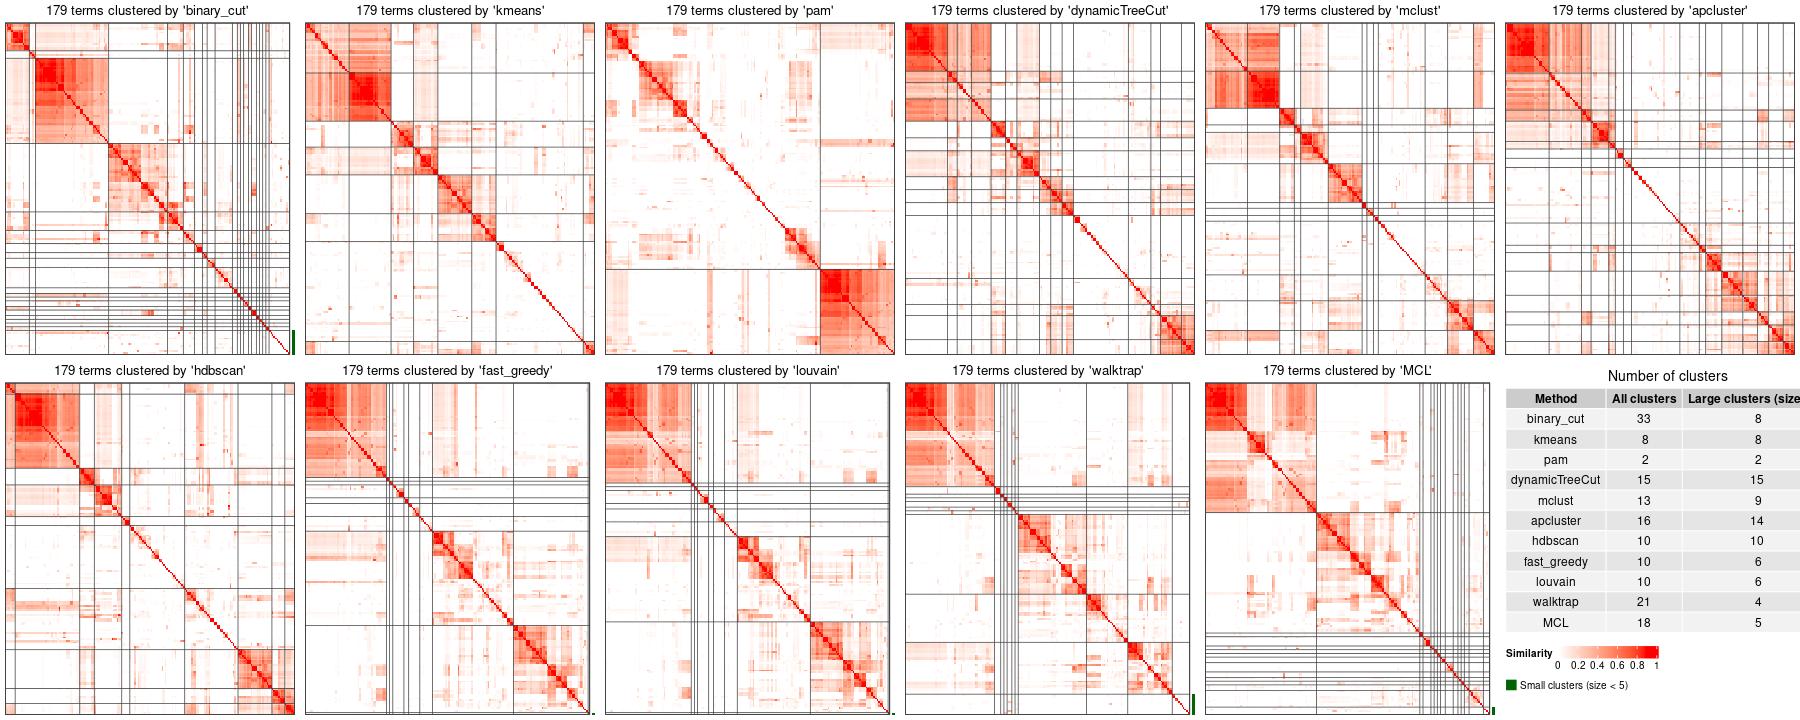 179 terms clustered by 'binary_cut'
179 terms clustered by 'kmeans'
179 terms clustered by 'pam'
179 terms clustered by 'dynamicTreeCut'
179 terms clustered by 'mclust'
179 terms clustered by 'apcluster'
179 terms clustered by 'hdbscan'
179 terms clustered by 'fast_greedy'
179 terms clustered by 'louvain'
179 terms clustered by 'walktrap'
179 terms clustered by 'MCL'
Number of clusters
Method All clusters Large clusters (size
binary_cut 33 8
kmeans 8 8
pam 2 2
dynamicTreeCut 15 15
mclust 13 9
apcluster 16 14
hdbscan 10 10
fast_greedy 10 6
louvain 10 6
walktrap 21 4
MCL 18 5
Similarity
0 0.2 0.4 0.6 0.8 1
Small clusters (size < 5)